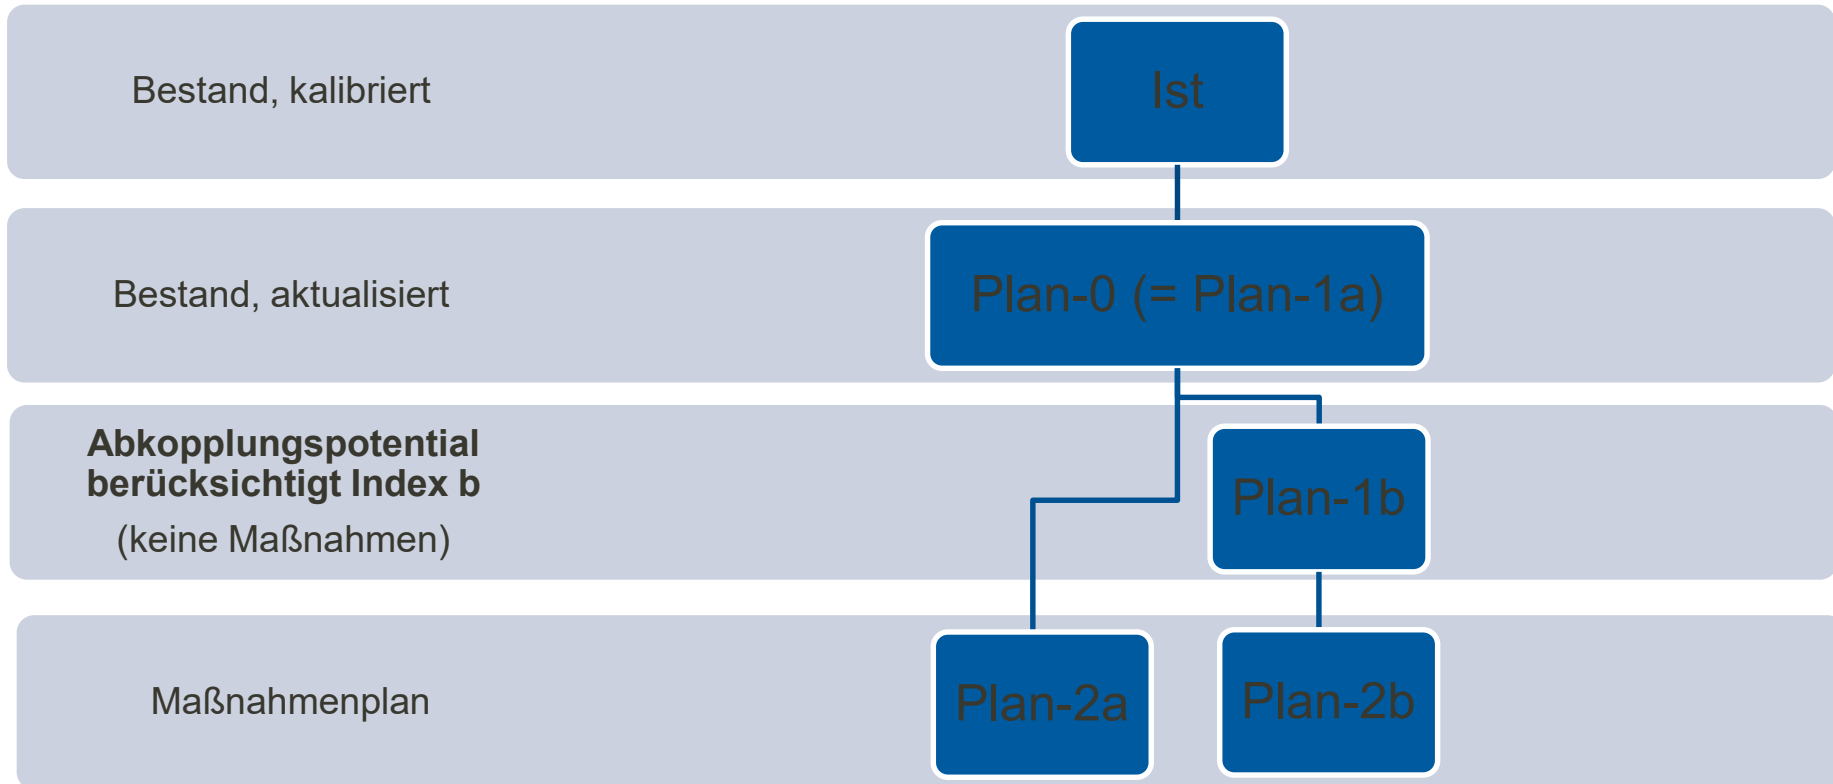 Bestand, kalibriert
Ist
Bestand, aktualisiert
Plan-0 (= Plan-1a)
Abkopplungspotential
berücksichtigt Index b
(keine Maßnahmen)
Plan-1b
Maßnahmenplan
Plan-2a
Plan-2b